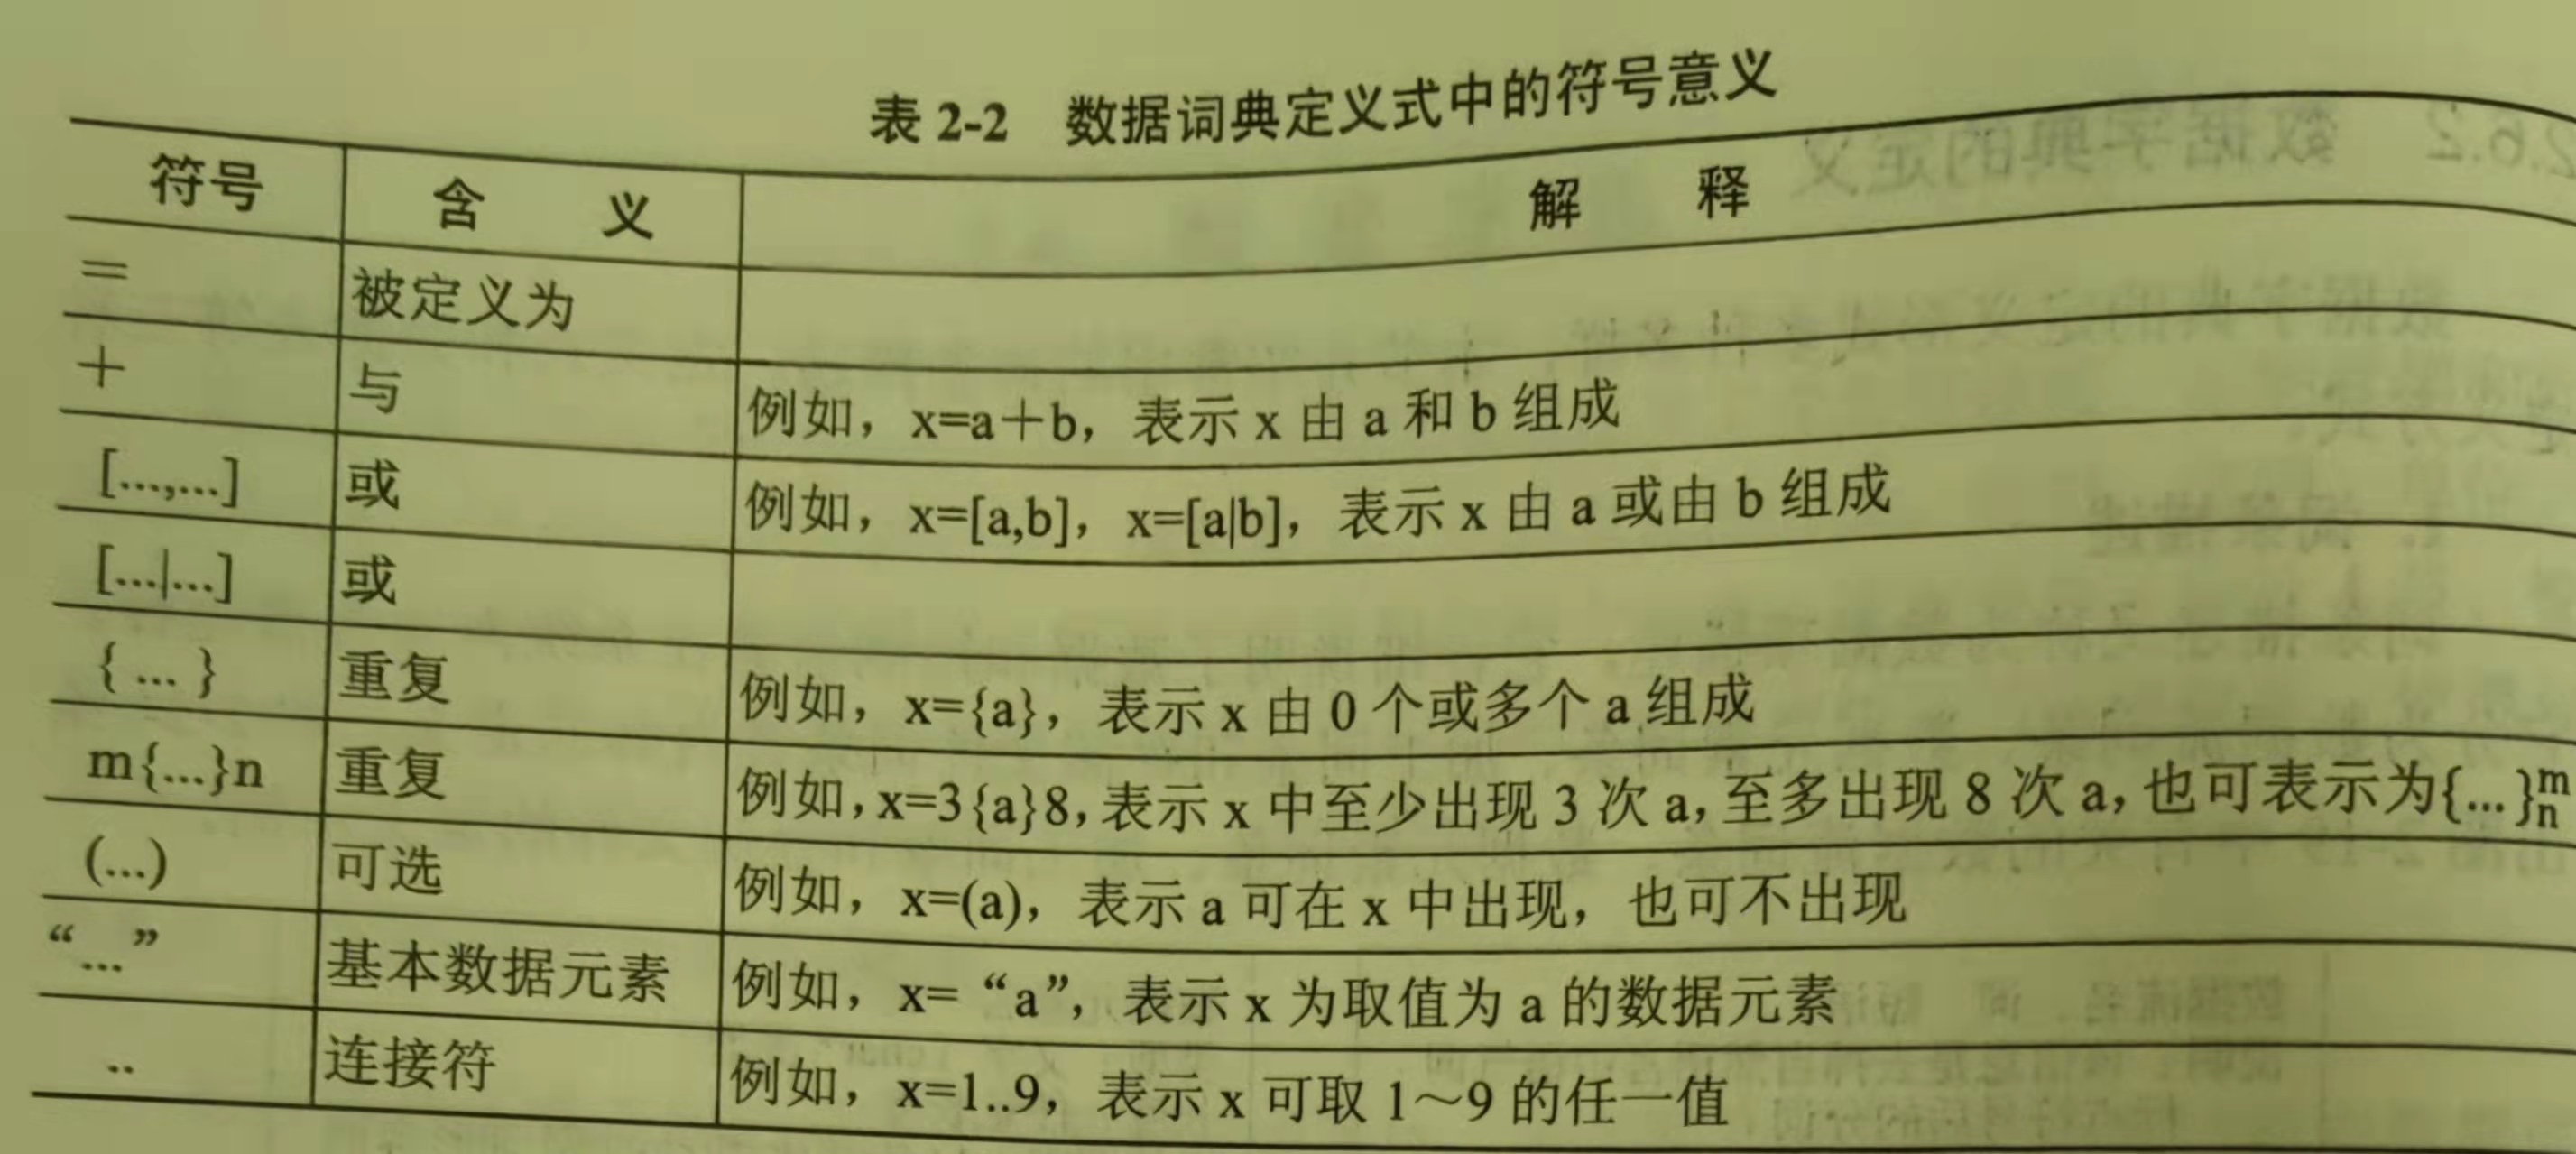 表 2-2 数据词典定义式中的符号意义
符号 含 义 解 释
= 被定义为
+ 与 例如，x=a+b，表示 x 由 a 和 b 组成
[...,...] 或 例如，x=[a,b]，x=[a|b]，表示 x 由 a 或由 b 组成
[...|...] 或
{ ... } 重复 例如，x={a}，表示 x 由 0 个或多个 a 组成
m{...}n 重复 例如，x=3{a}8，表示 x 中至少出现 3 次 a，至多出现 8 次 a，也可表示为{...}mn
(...) 可选 例如，x=(a)，表示 a 可在 x 中出现，也可不出现
“...” 基本数据元素 例如，x= “a”，表示 x 为取值为 a 的数据元素
.. 连接符 例如，x=1..9，表示 x 可取 1～9 的任一值